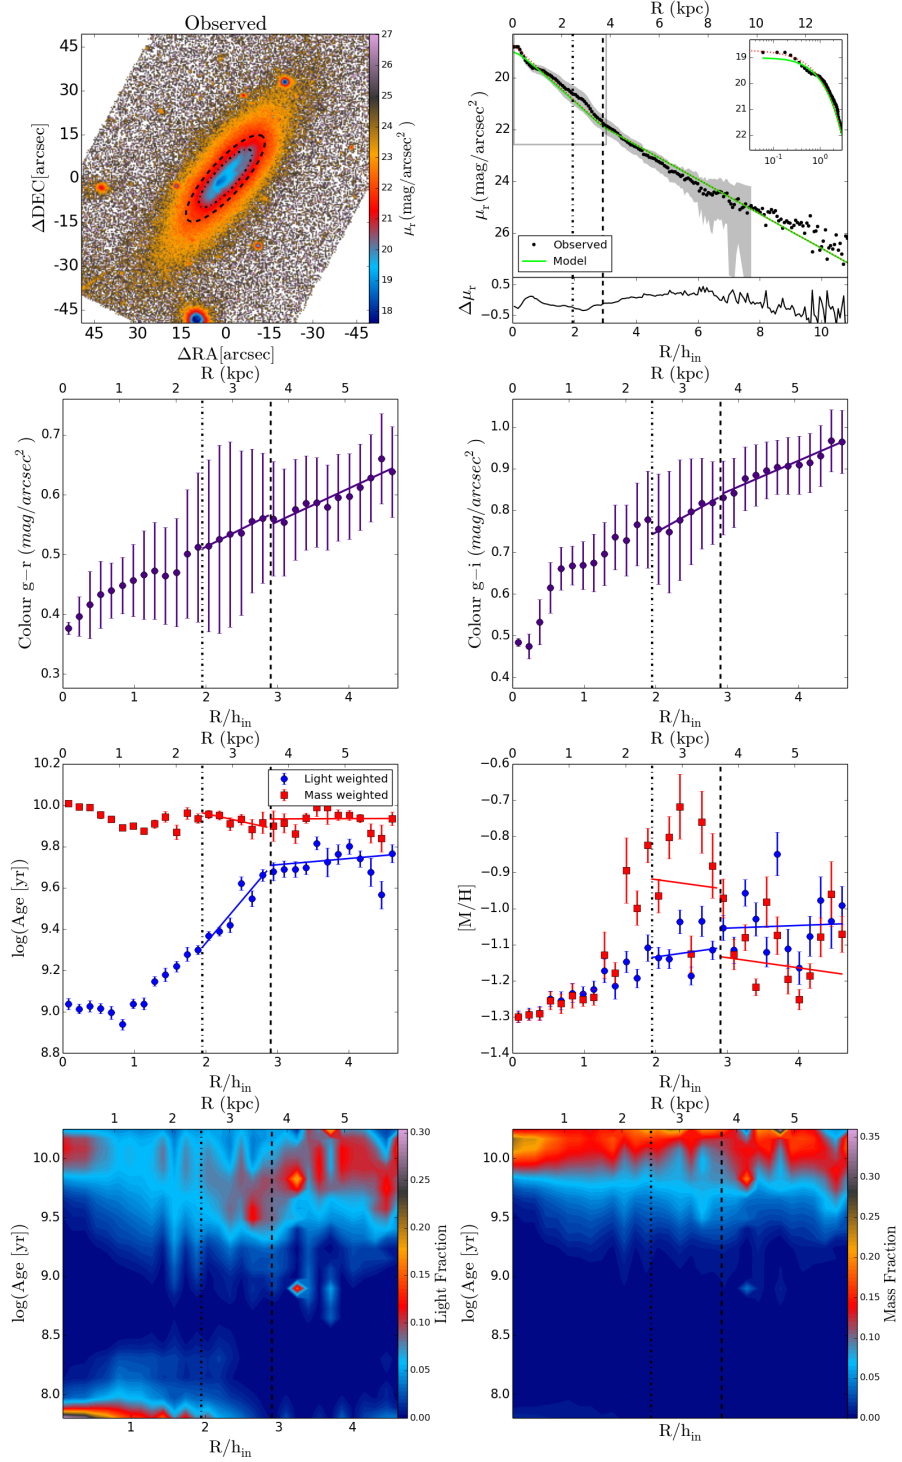 Observed
ΔDEC[arcsec]
50
30
15
0
-15
-30
-45
45 30 15 0 -15 -30 -45
ΔRA[arcsec]
27
26
25
24
23
22
21
20
19
18
μr(mag/arcsec²)
R (kpc)
0 2 4 6 8 10 12
μr(mag/arcsec²)
20
22
24
26
19
20
21
22
10⁻¹ 10⁰
Observed
Model
Δμr
0.5
−0.5
0 2 4 6 8 10
R/hin
R (kpc)
0 1 2 3 4 5
Colour g−r (mag/arcsec²)
0.7
0.6
0.5
0.4
0.3
0 1 2 3 4
R/hin
R (kpc)
0 1 2 3 4 5
Colour g−i (mag/arcsec²)
1.0
0.9
0.8
0.7
0.6
0.5
0.4
0 1 2 3 4
R/hin
R (kpc)
0 1 2 3 4 5
log(Age [yr])
10.2
10.0
9.8
9.6
9.4
9.2
9.0
8.8
Light weighted
Mass weighted
0 1 2 3 4
R/hin
R (kpc)
0 1 2 3 4 5
[M/H]
−0.6
−0.7
−0.8
−0.9
−1.0
−1.1
−1.2
−1.3
−1.4
0 1 2 3 4
R/hin
R (kpc)
1 2 3 4 5
log(Age [yr])
10.0
9.5
9.0
8.5
8.0
1 2 3 4
R/hin
0.30
0.25
0.20
0.15
0.10
0.05
0.00
Light Fraction
R (kpc)
1 2 3 4 5
log(Age [yr])
10.0
9.5
9.0
8.5
8.0
R/hin
0.35
0.30
0.25
0.20
0.15
0.10
0.05
0.00
Mass Fraction